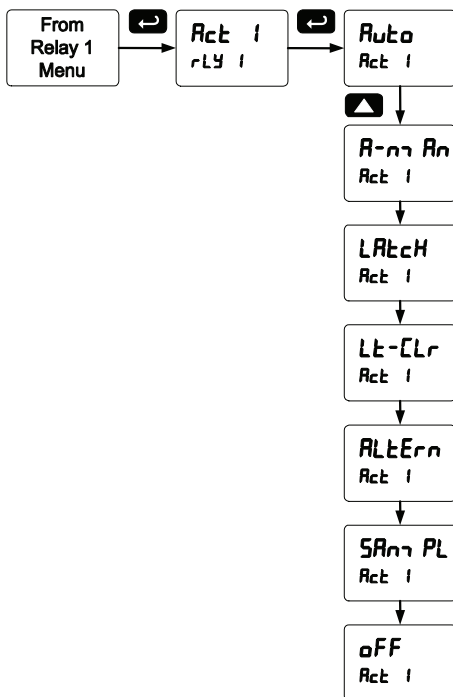 From
Relay 1
Menu
Act 1
rLY 1
Auto
Act 1
A-mAn
Act 1
LAtcH
Act 1
Lt-CLr
Act 1
ALtErn
Act 1
SAmPL
Act 1
oFF
Act 1